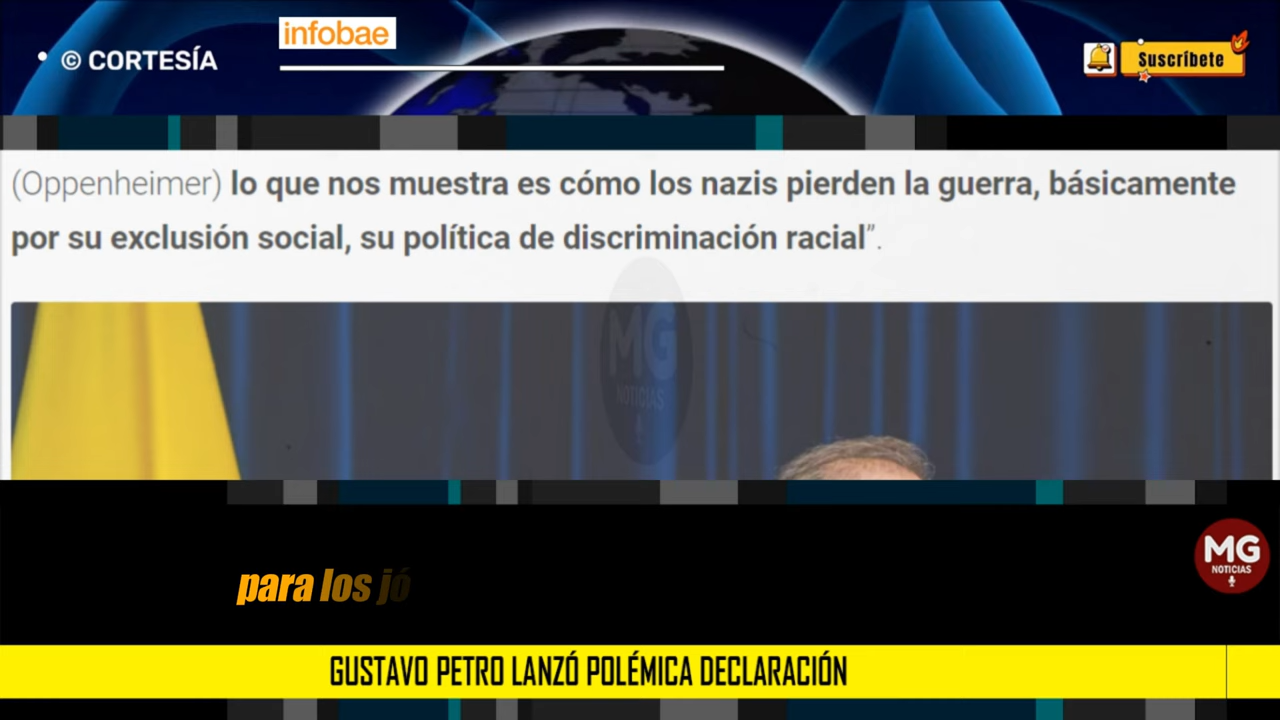 infobae
© CORTESÍA
Suscríbete
(Oppenheimer) lo que nos muestra es cómo los nazis pierden la guerra, básicamente
por su exclusión social, su política de discriminación racial”.
MG
NOTICIAS
para los jó
MG
NOTICIAS
GUSTAVO PETRO LANZÓ POLÉMICA DECLARACIÓN